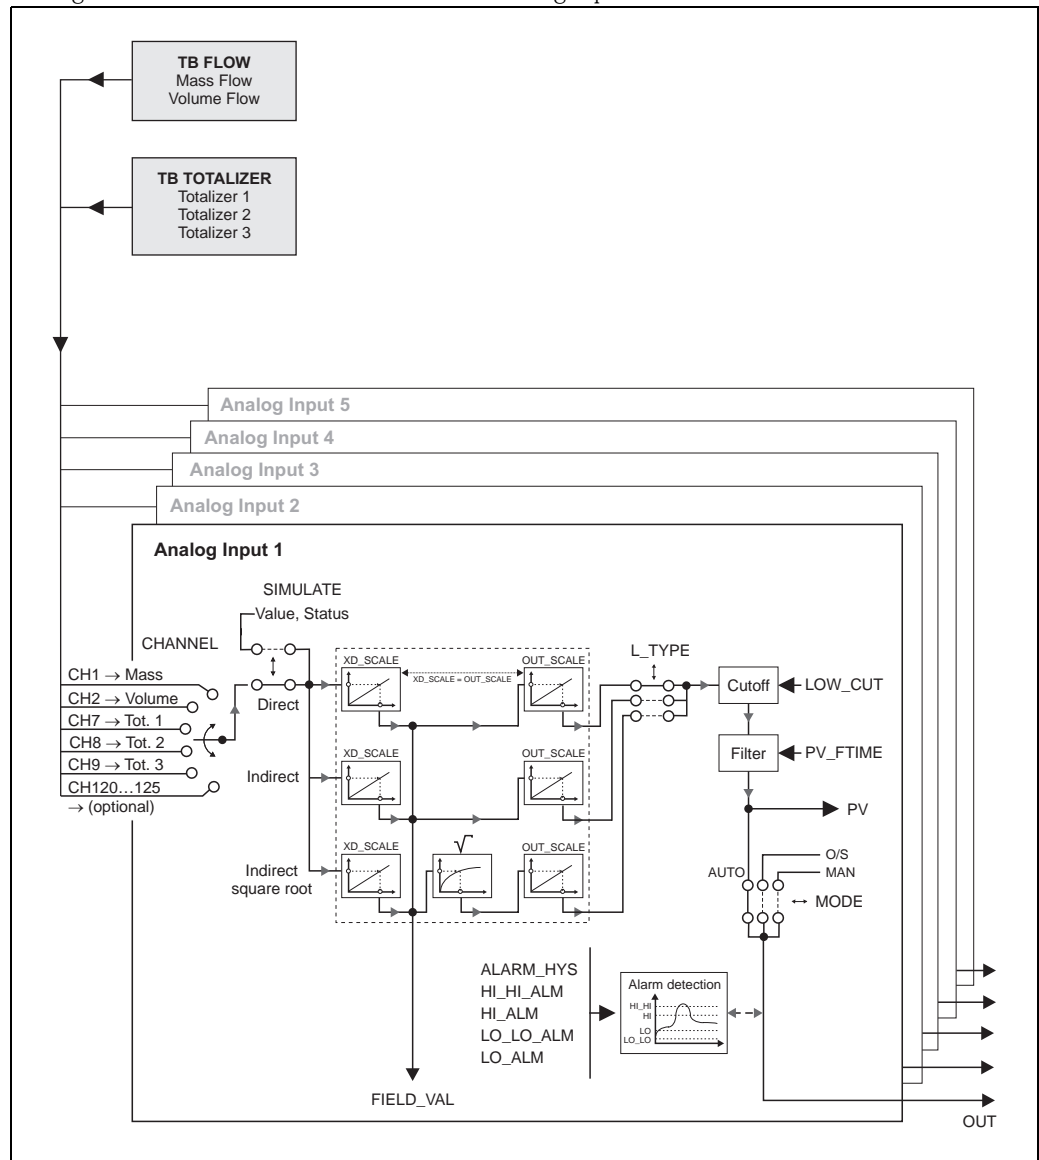 TB FLOW
Mass Flow
Volume Flow
TB TOTALIZER
Totalizer 1
Totalizer 2
Totalizer 3
Analog Input 5
Analog Input 4
Analog Input 3
Analog Input 2
Analog Input 1
SIMULATE
Value, Status
CHANNEL
CH1 → Mass
CH2 → Volume
CH7 → Tot. 1
CH8 → Tot. 2
CH9 → Tot. 3
CH120...125
→ (optional)
Direct
Indirect
Indirect
square root
XD_SCALE
XD_SCALE = OUT_SCALE
OUT_SCALE
XD_SCALE
OUT_SCALE
XD_SCALE
√
OUT_SCALE
L_TYPE
Cutoff
LOW_CUT
Filter
PV_FTIME
PV
O/S
AUTO
MAN
↔ MODE
ALARM_HYS
HI_HI_ALM
HI_ALM
LO_LO_ALM
LO_ALM
Alarm detection
HI_HI
HI
LO
LO_LO
FIELD_VAL
OUT